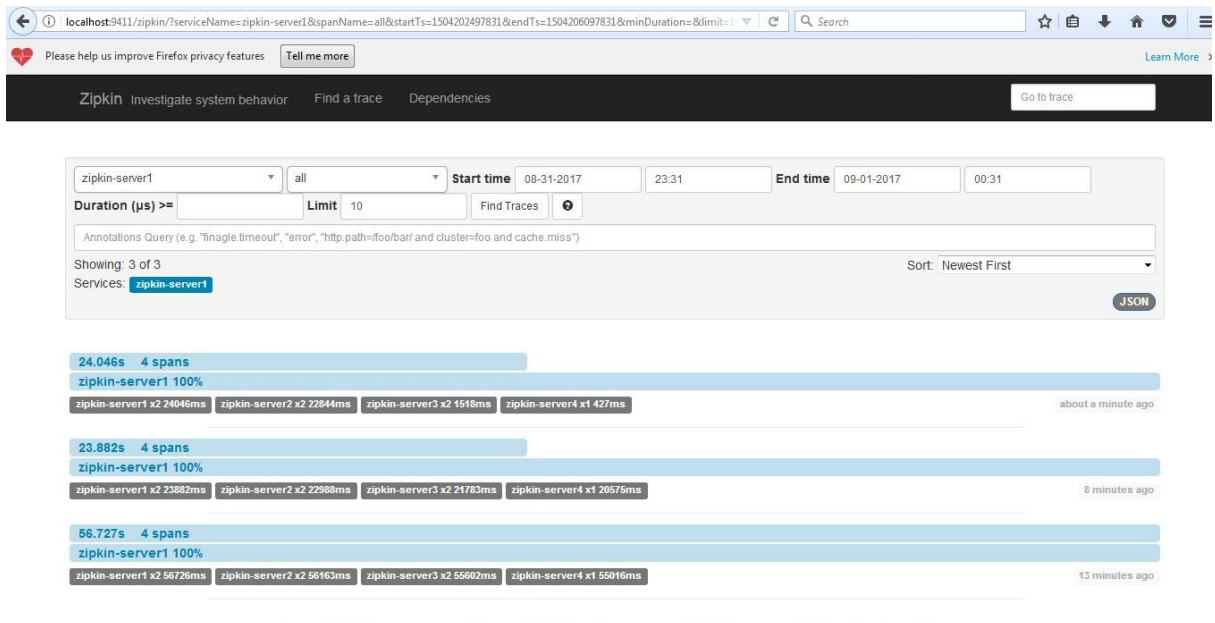 localhost:9411/zipkin/?serviceName=zipkin-server1&spanName=all&startTs=1504202497831&endTs=1504206097831&minDuration=&limit=
Search
Please help us improve Firefox privacy features Tell me more Learn More
Zipkin Investigate system behavior Find a trace Dependencies Go to trace
zipkin-server1 all Start time 08-31-2017 23:31 End time 09-01-2017 00:31
Duration (μs) >= Limit 10 Find Traces
Annotations Query (e.g. "finagle.timeout", "error", "http.path=/foo/bar/ and cluster=foo and cache.miss")
Showing: 3 of 3 Sort: Newest First
Services: zipkin-server1
JSON
24.046s 4 spans
zipkin-server1 100%
zipkin-server1 x2 24046ms zipkin-server2 x2 22844ms zipkin-server3 x2 1518ms zipkin-server4 x1 427ms about a minute ago
23.882s 4 spans
zipkin-server1 100%
zipkin-server1 x2 23882ms zipkin-server2 x2 22988ms zipkin-server3 x2 21783ms zipkin-server4 x1 20575ms 8 minutes ago
56.727s 4 spans
zipkin-server1 100%
zipkin-server1 x2 56726ms zipkin-server2 x2 56163ms zipkin-server3 x2 55602ms zipkin-server4 x1 55016ms 13 minutes ago